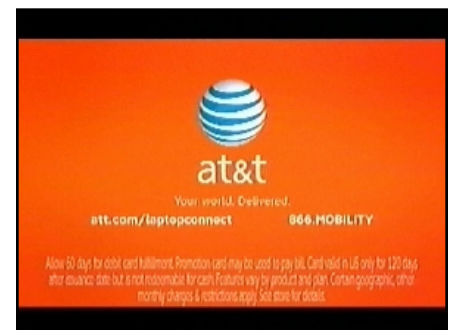 at&t
Your world. Delivered.
att.com/laptopconnect 866.MOBILITY
Allow 60 days for debit card fulfillment. Promotion card may be used to pay bill. Card valid in US only for 120 days
after issuance date but is not redeemable for cash. Features vary by product and plan. Certain geographic, other
monthly charges & restrictions apply. See store for details.